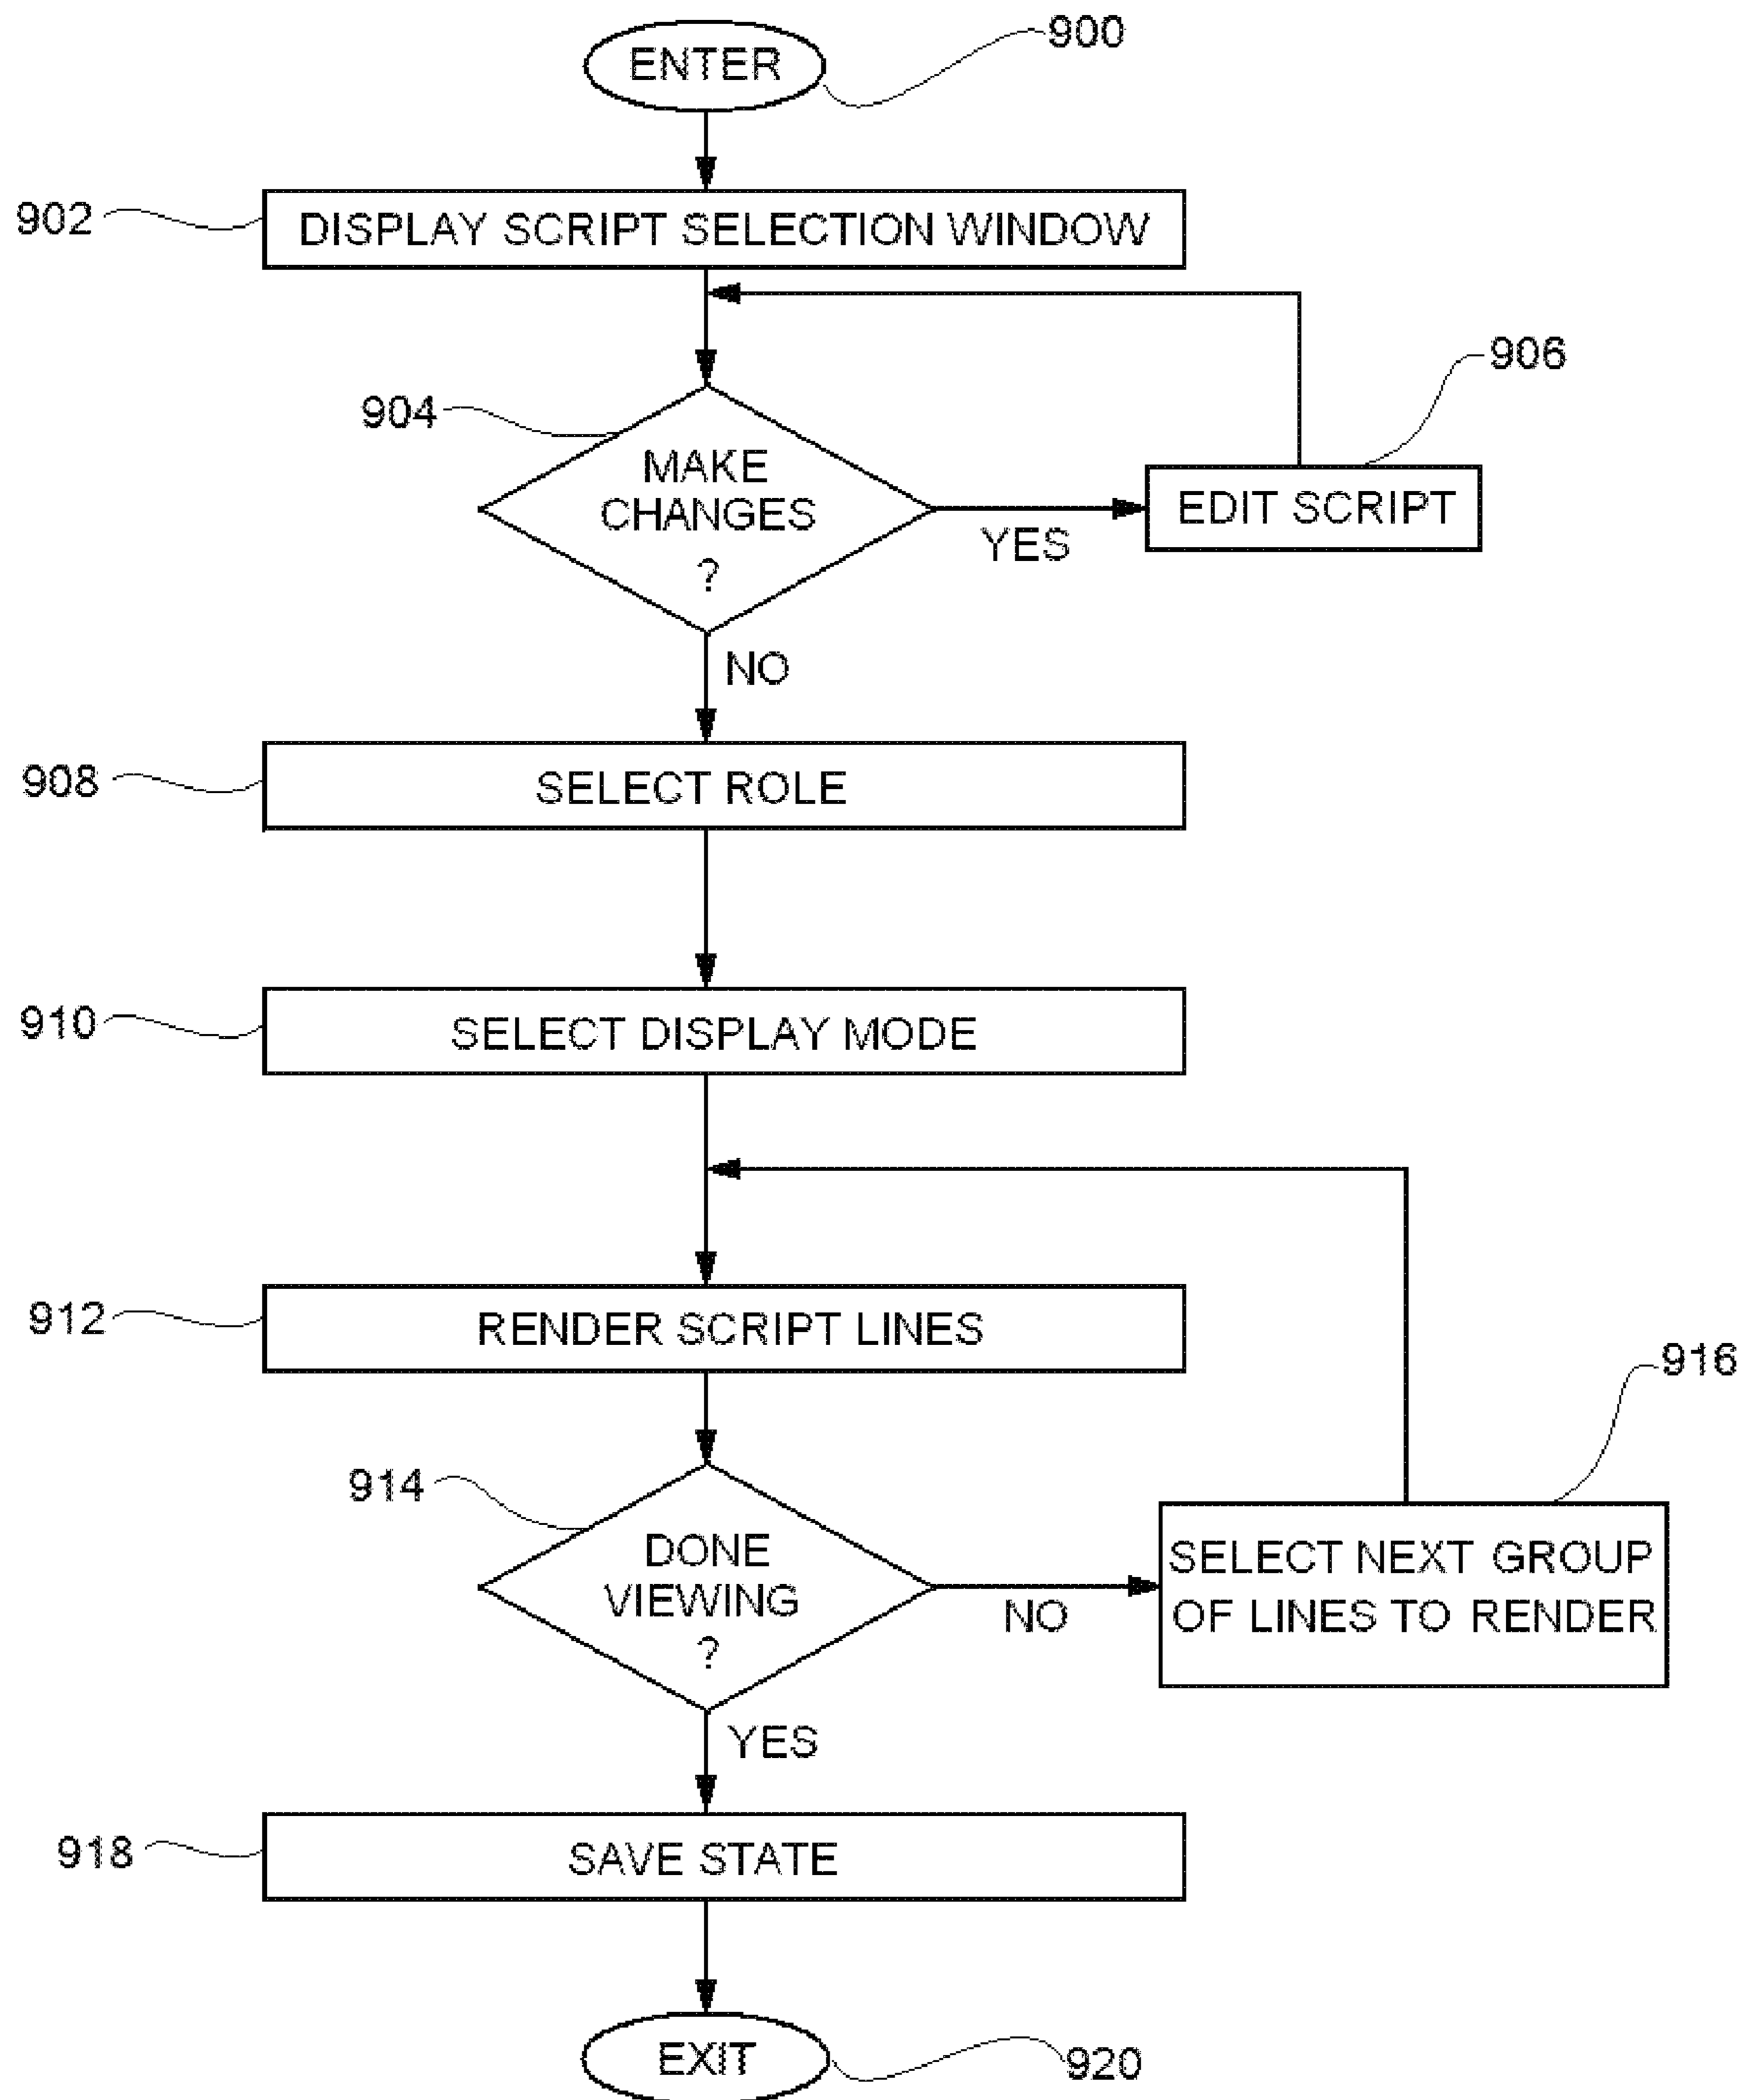 900
ENTER
902
DISPLAY SCRIPT SELECTION WINDOW
906
904
MAKE
CHANGES
?
YES
EDIT SCRIPT
NO
908
SELECT ROLE
910
SELECT DISPLAY MODE
912
RENDER SCRIPT LINES
916
914
DONE
VIEWING
?
NO
SELECT NEXT GROUP
OF LINES TO RENDER
YES
918
SAVE STATE
EXIT
920